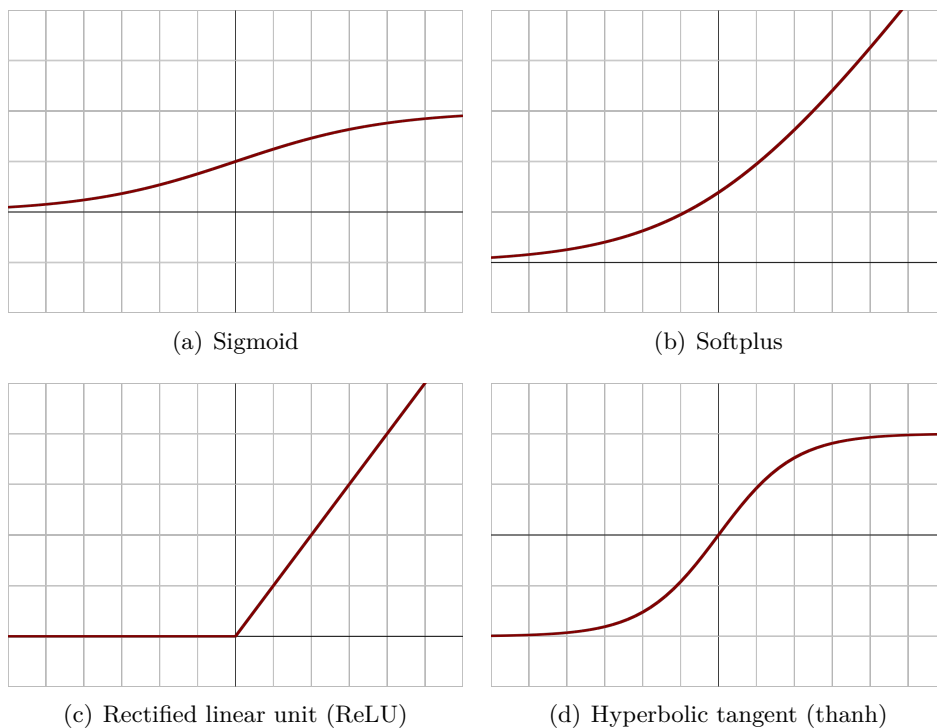 (a) Sigmoid
(b) Softplus
(c) Rectified linear unit (ReLU)
(d) Hyperbolic tangent (thanh)